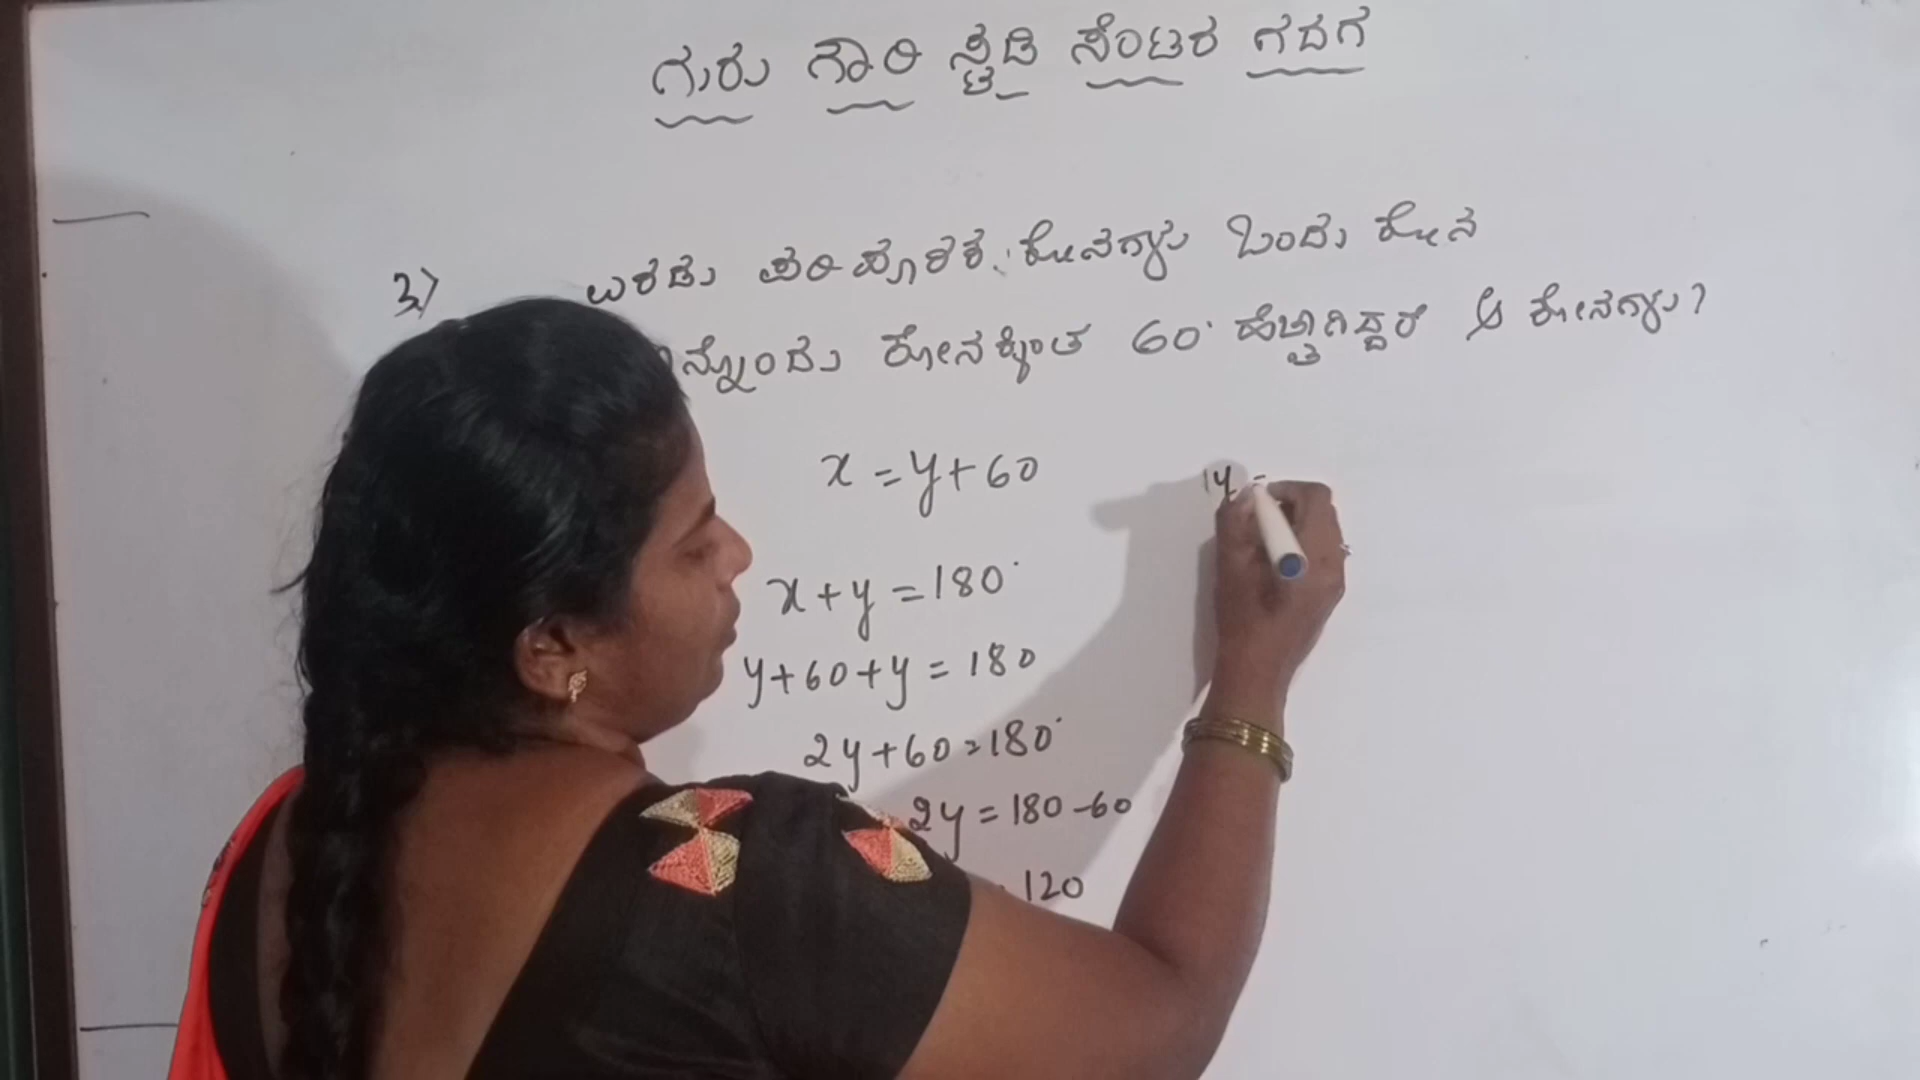 ಗುರು ಗೌರಿ ಸ್ಟಡಿ ಸೆಂಟರ ಗದಗ
3) ಎರಡು ಪರಿಪೂರಕ ಕೋನಗಳು ಒಂದು ಕೋನ
ನ್ನೊಂದು ಕೋನಕ್ಕಿಂತ 60° ಹೆಚ್ಚಾಗಿದ್ದರೆ ಆ ಕೋನಗಳು?
x = y + 60
x + y = 180°
y + 60 + y = 180
2y + 60 = 180°
2y = 180 - 60
= 120
y =